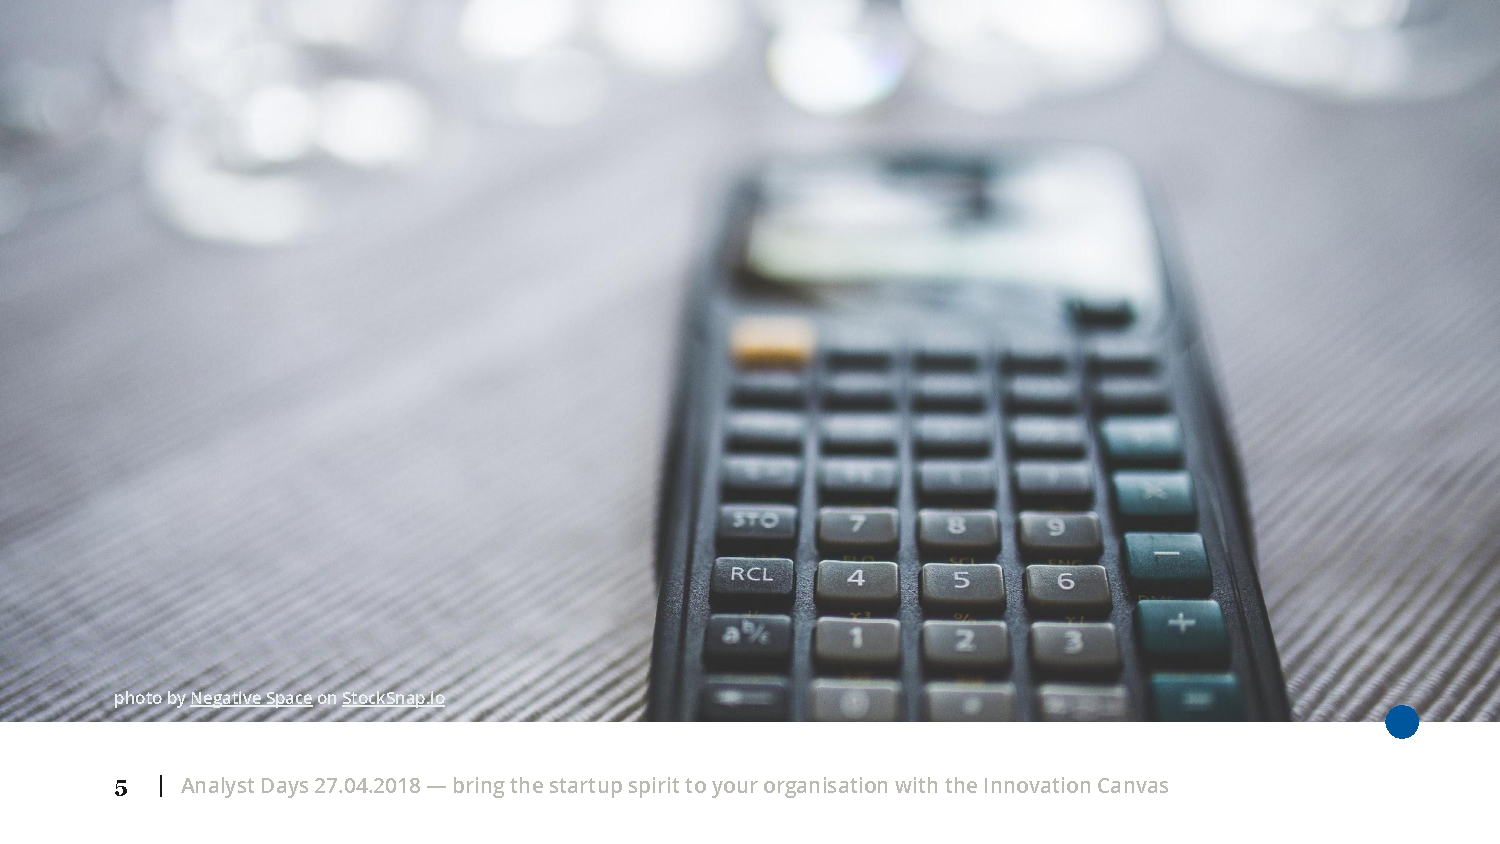 STO 7 8 9
−
RCL 4 5 6
+
a b/c 1 2 3
photo by Negative Space on StockSnap.io
5 | Analyst Days 27.04.2018 — bring the startup spirit to your organisation with the Innovation Canvas